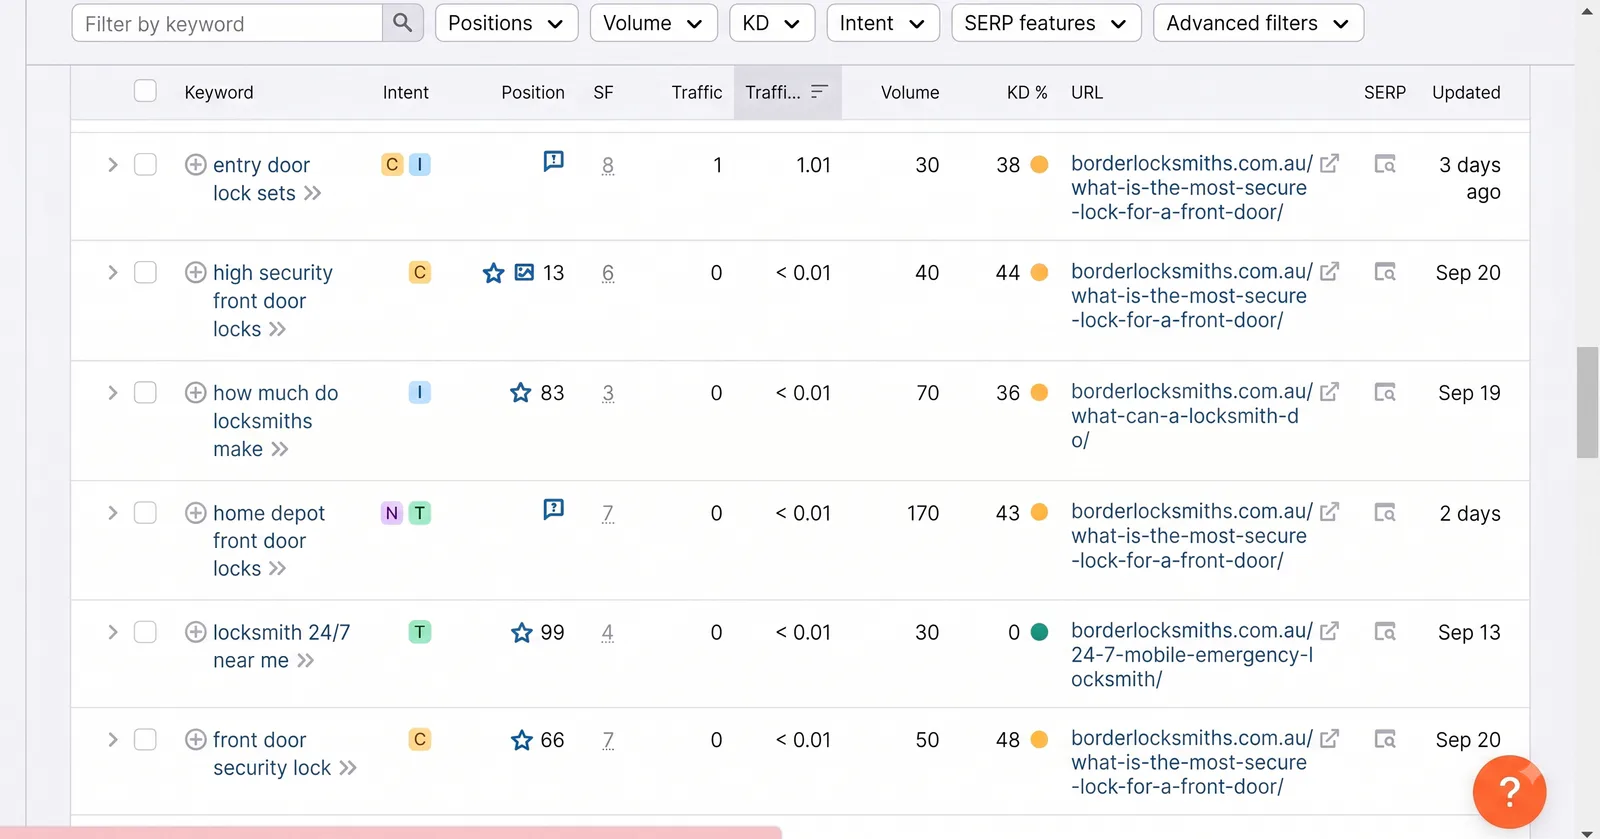 Filter by keyword Positions Volume KD Intent SERP features Advanced filters
Keyword Intent Position SF Traffic Traffi... Volume KD % URL SERP Updated
entry door
lock sets
C I 8 1 1.01 30 38
borderlocksmiths.com.au/
what-is-the-most-secure
-lock-for-a-front-door/
3 days
ago
high security
front door
locks
C 13 6 0 < 0.01 40 44
borderlocksmiths.com.au/
what-is-the-most-secure
-lock-for-a-front-door/
Sep 20
how much do
locksmiths
make
I 83 3 0 < 0.01 70 36
borderlocksmiths.com.au/
what-can-a-locksmith-d
o/
Sep 19
home depot
front door
locks
N T ? 7 0 < 0.01 170 43
borderlocksmiths.com.au/
what-is-the-most-secure
-lock-for-a-front-door/
2 days
locksmith 24/7
near me
T 99 4 0 < 0.01 30 0
borderlocksmiths.com.au/
24-7-mobile-emergency-l
ocksmith/
Sep 13
front door
security lock
C 66 7 0 < 0.01 50 48
borderlocksmiths.com.au/
what-is-the-most-secure
-lock-for-a-front-door/
Sep 20
?